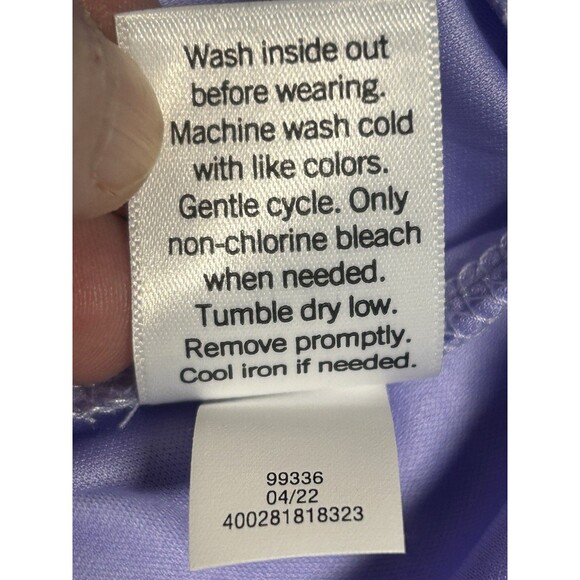 Wash inside out
before wearing.
Machine wash cold
with like colors.
Gentle cycle. Only
non-chlorine bleach
when needed.
Tumble dry low.
Remove promptly.
Cool iron if needed.
99336
04/22
400281818323